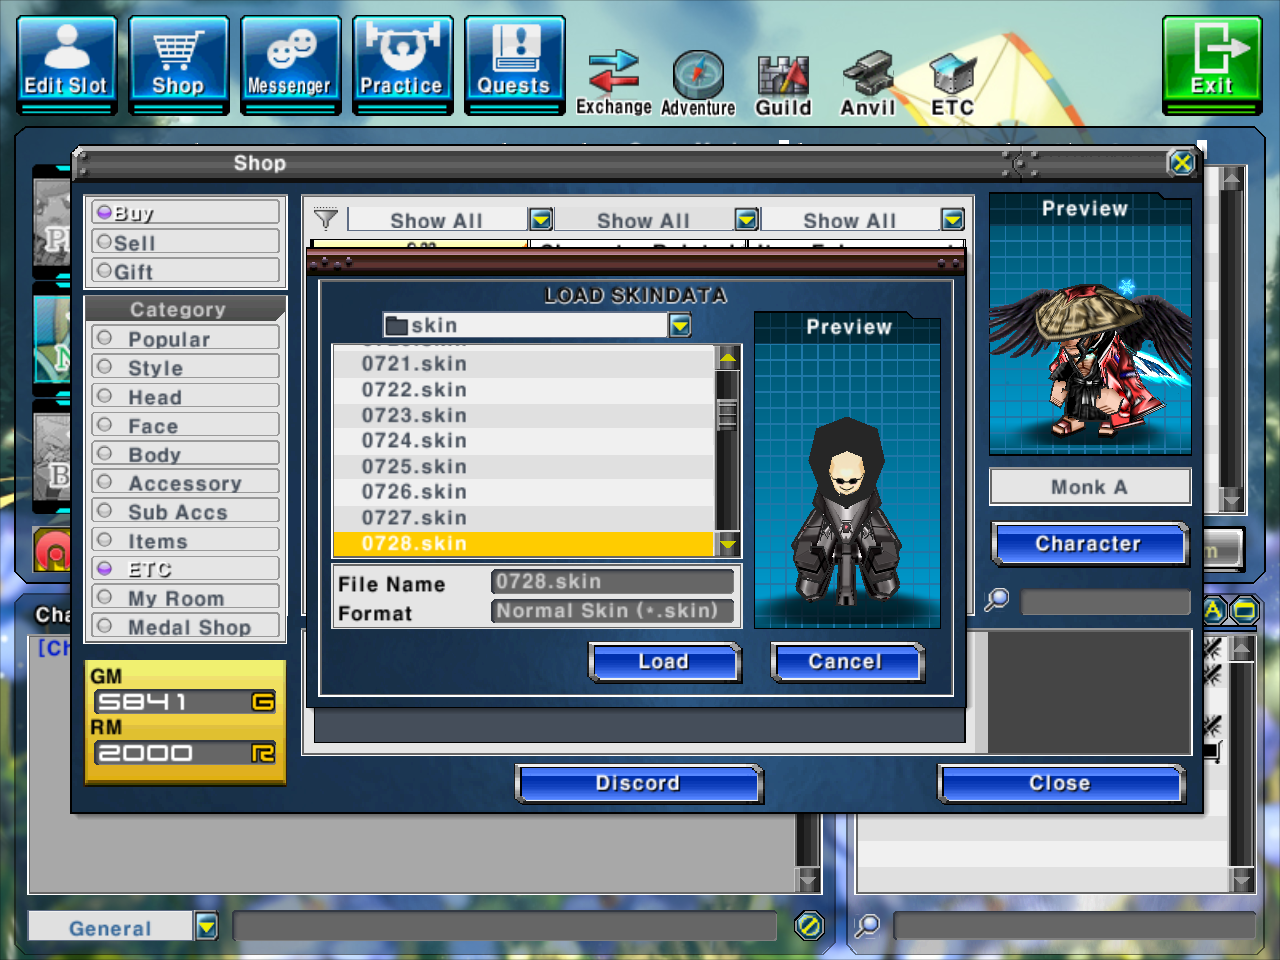 Edit Slot
Shop
Messenger
Practice
Quests
Exchange
Adventure
Guild
Anvil
ETC
Exit
Shop
Buy
Sell
Gift
Category
Popular
Style
Head
Face
Body
Accessory
Sub Accs
Items
ETC
My Room
Medal Shop
GM
5841 G
RM
2000 R
Show All
Show All
Show All
LOAD SKINDATA
skin
0721.skin
0722.skin
0723.skin
0724.skin
0725.skin
0726.skin
0727.skin
0728.skin
File Name
0728.skin
Format
Normal Skin (*.skin)
Preview
Load
Cancel
Preview
Monk A
Character
Discord
Close
General